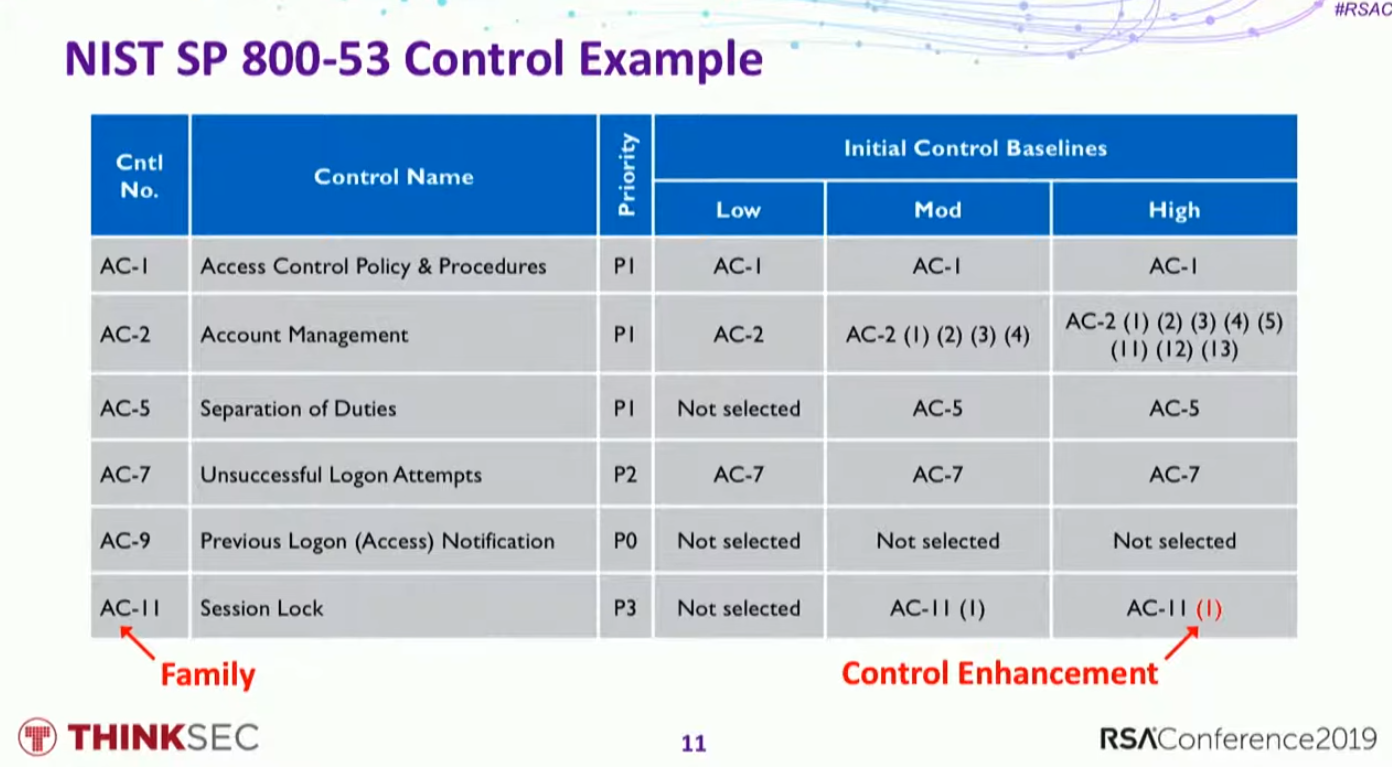 #RSAC
NIST SP 800-53 Control Example
Cntl No.
Control Name
Priority
Initial Control Baselines
Low Mod High
AC-1 Access Control Policy & Procedures P1 AC-1 AC-1 AC-1
AC-2 Account Management P1 AC-2 AC-2 (1) (2) (3) (4) AC-2 (1) (2) (3) (4) (5)
(11) (12) (13)
AC-5 Separation of Duties P1 Not selected AC-5 AC-5
AC-7 Unsuccessful Logon Attempts P2 AC-7 AC-7 AC-7
AC-9 Previous Logon (Access) Notification P0 Not selected Not selected Not selected
AC-11 Session Lock P3 Not selected AC-11 (1) AC-11 (1)
Family
Control Enhancement
THINKSEC
11
RSAConference2019